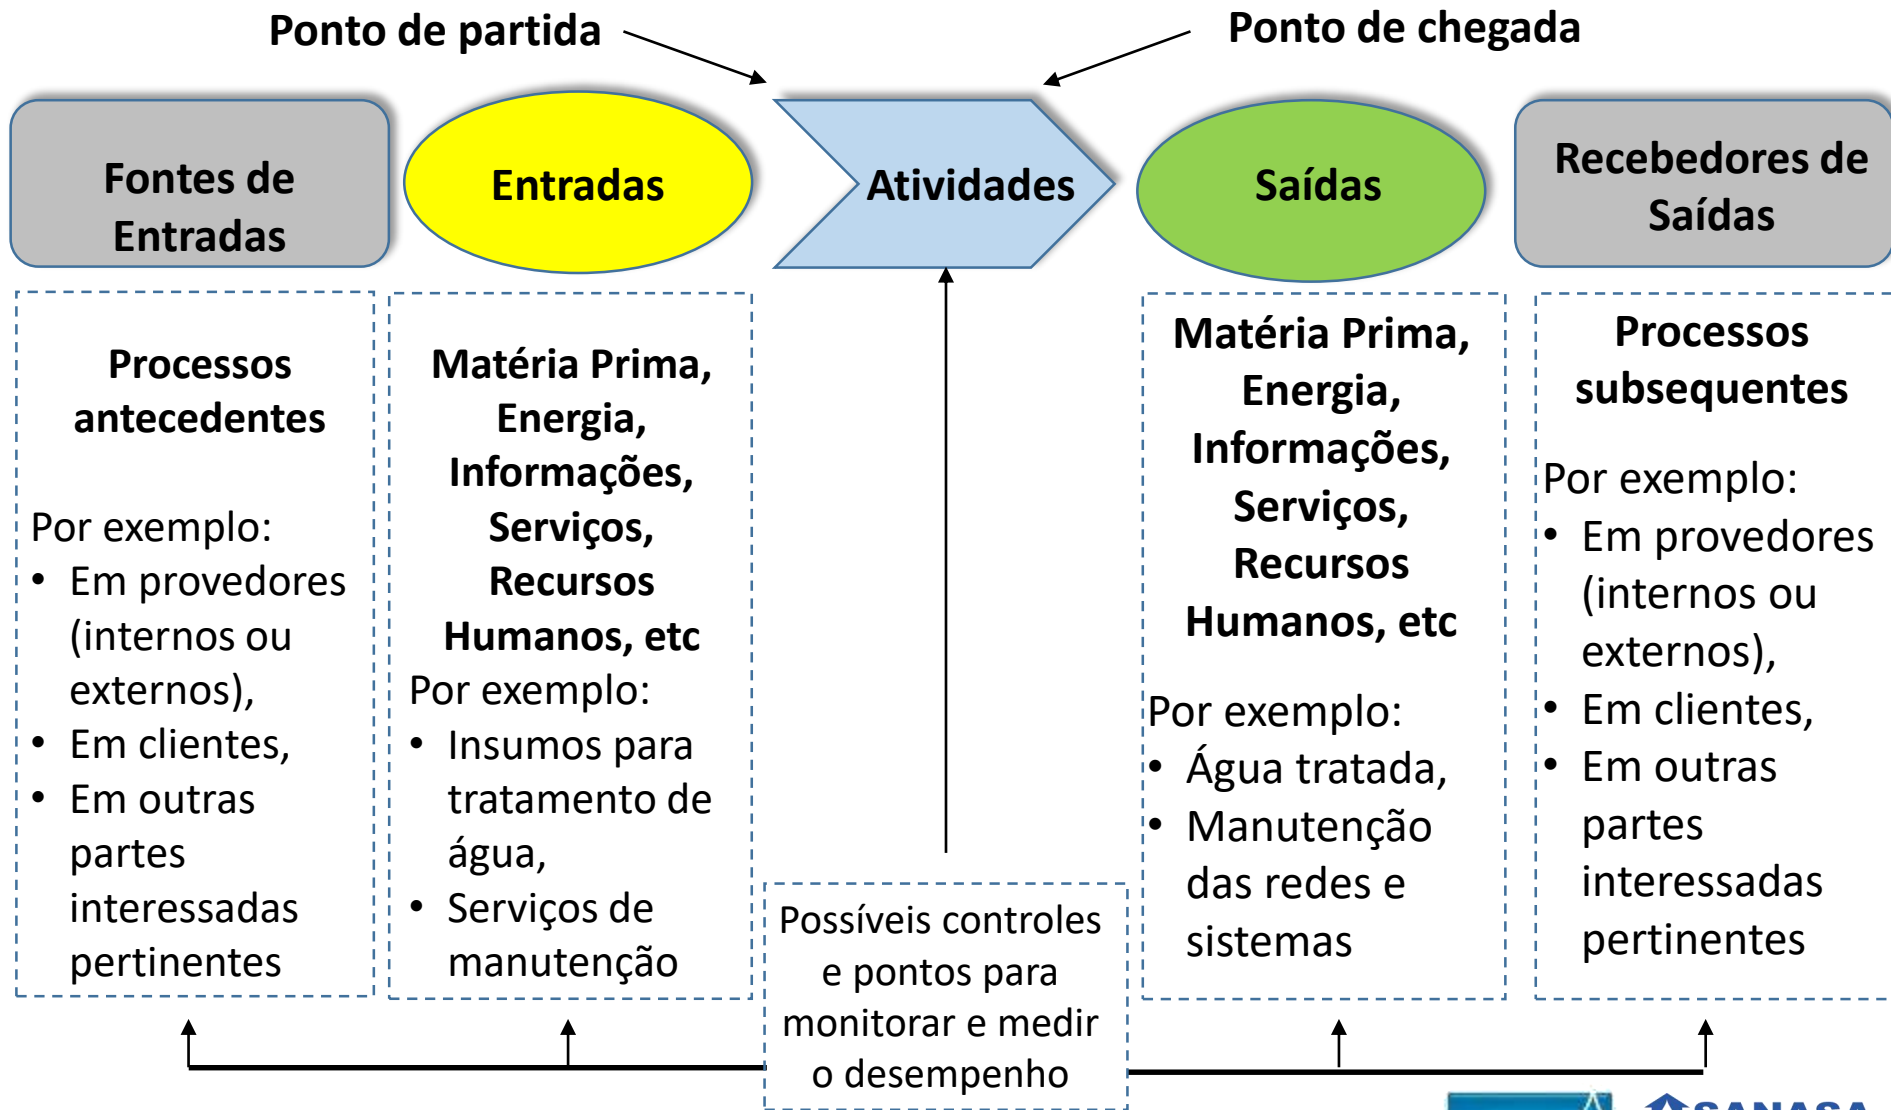 Ponto de partida
Ponto de chegada
Fontes de
Entradas
Entradas
Atividades
Saídas
Recebedores de
Saídas
Processos
antecedentes
Por exemplo:
• Em provedores
(internos ou
externos),
• Em clientes,
• Em outras
partes
interessadas
pertinentes
Matéria Prima,
Energia,
Informações,
Serviços,
Recursos
Humanos, etc
Por exemplo:
• Insumos para
tratamento de
água,
• Serviços de
manutenção
Possíveis controles
e pontos para
monitorar e medir
o desempenho
Matéria Prima,
Energia,
Informações,
Serviços,
Recursos
Humanos, etc
Por exemplo:
• Água tratada,
• Manutenção
das redes e
sistemas
Processos
subsequentes
Por exemplo:
• Em provedores
(internos ou
externos),
• Em clientes,
• Em outras
partes
interessadas
pertinentes
SANASA